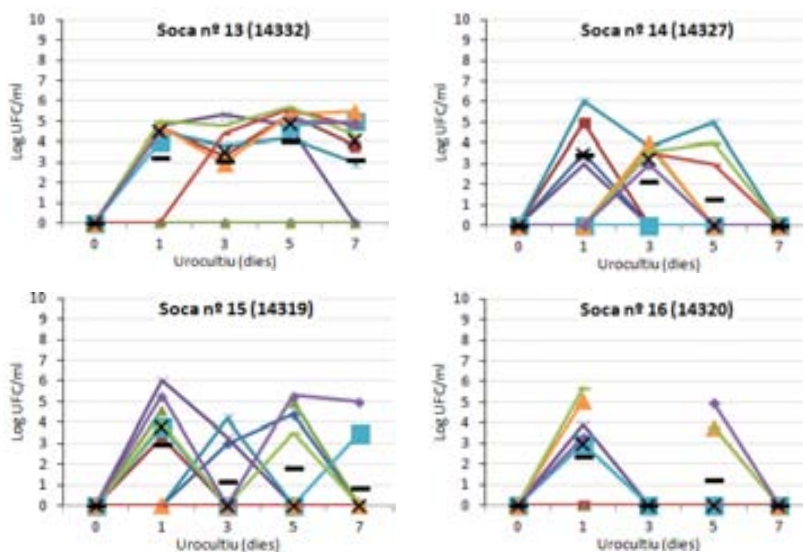 Soca nº 13 (14332)
Log UFC/ml
10
9
8
7
6
5
4
3
2
1
0
0 1 3 5 7
Urocultiu (dies)
Soca nº 14 (14327)
Log UFC/ml
10
9
8
7
6
5
4
3
2
1
0
0 1 3 5 7
Urocultiu (dies)
Soca nº 15 (14319)
Log UFC/ml
10
9
8
7
6
5
4
3
2
1
0
0 1 3 5 7
Urocultiu (dies)
Soca nº 16 (14320)
Log UFC/ml
10
9
8
7
6
5
4
3
2
1
0
0 1 3 5 7
Urocultiu (dies)